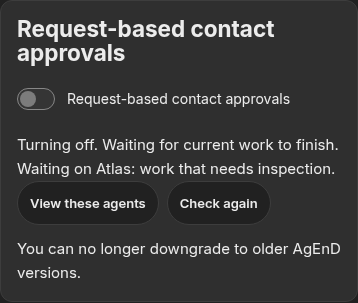 Request-based contact
approvals
Request-based contact approvals
Turning off. Waiting for current work to finish.
Waiting on Atlas: work that needs inspection.
View these agents
Check again
You can no longer downgrade to older AgEnD
versions.